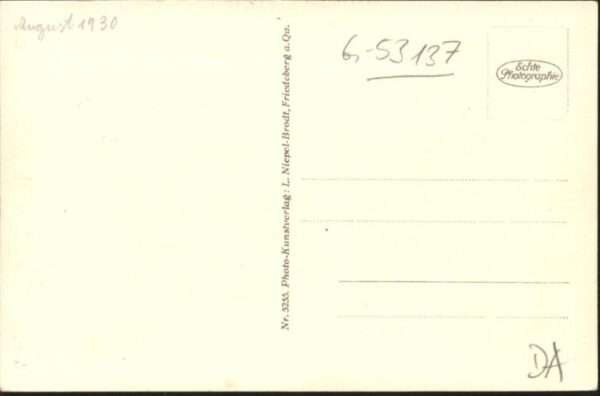 August 1930
6-53137
Echte
Photographie
Nr. 5255. Photo-Kunstverlag: L. Niepel-Brodt, Friedeberg a. Qu.
DA